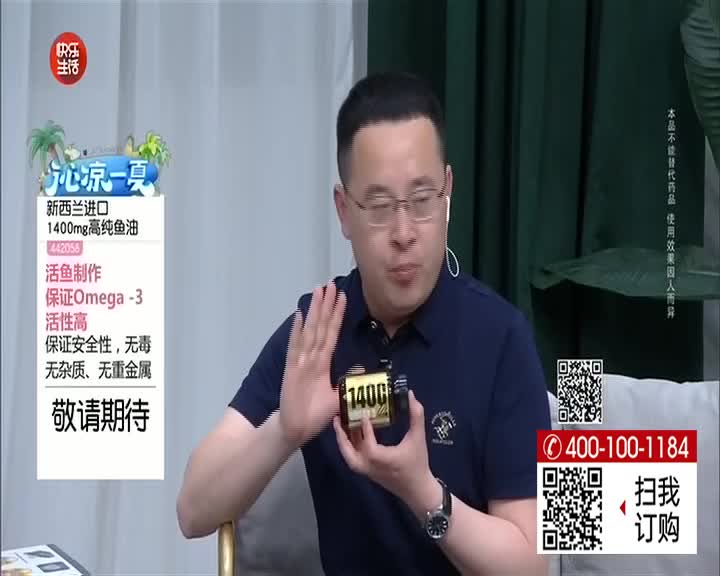 快乐
生活
沁凉一夏
新西兰进口
1400mg高纯鱼油
442056
活鱼制作
保证Omega -3
活性高
保证安全性，无毒
无杂质、无重金属
敬请期待
1400
本品不能替代药品 使用效果因人而异
400-100-1184
扫我
订购